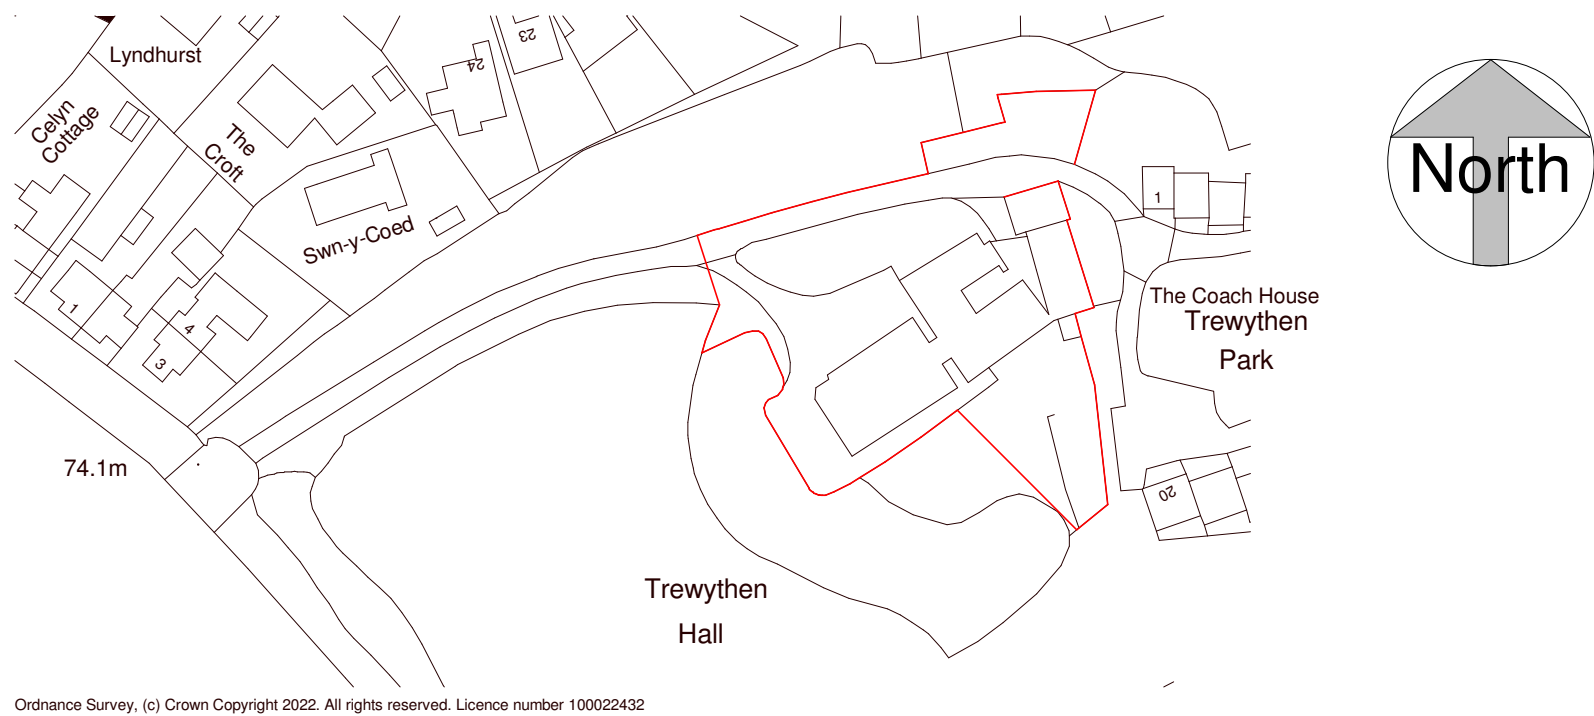 Lyndhurst
23
24
Celyn
Cottage
The
Croft
North
1
Swn-y-Coed
The Coach House
Trewythen
Park
1
4
3
74.1m
20
Trewythen
Hall
Ordnance Survey, (c) Crown Copyright 2022. All rights reserved. Licence number 100022432